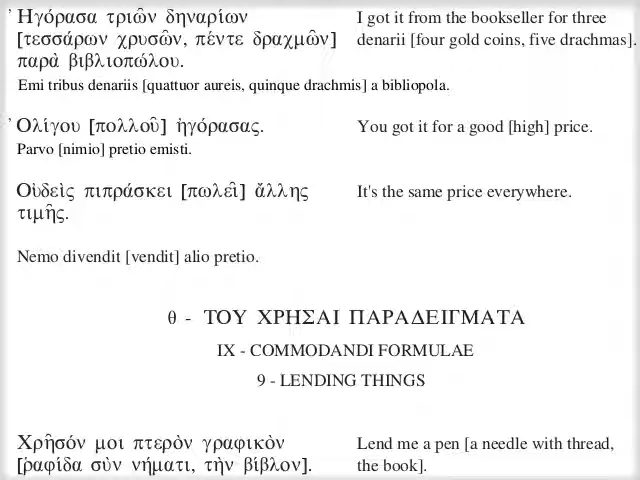 ᾿Ηγόρασα τριῶν δηναρίων
[τεσσάρων χρυσῶν, πέντε δραχμῶν]
παρὰ βιβλιοπώλου.
I got it from the bookseller for three
denarii [four gold coins, five drachmas].
Emi tribus denariis [quattuor aureis, quinque drachmis] a bibliopola.
᾿Ολίγου [πολλοῦ] ἠγόρασας.
You got it for a good [high] price.
Parvo [nimio] pretio emisti.
Οὐδεὶς πιπράσκει [πωλεῖ] ἄλλης
τιμῆς.
It's the same price everywhere.
Nemo divendit [vendit] alio pretio.
θ - ΤΟΥ ΧΡΗΣΑΙ ΠΑΡΑΔΕΙΓΜΑΤΑ
IX - COMMODANDI FORMULAE
9 - LENDING THINGS
Χρῆσόν μοι πτερὸν γραφικὸν
[ῥαφίδα σὺν νήματι, τὴν βίβλον].
Lend me a pen [a needle with thread,
the book].